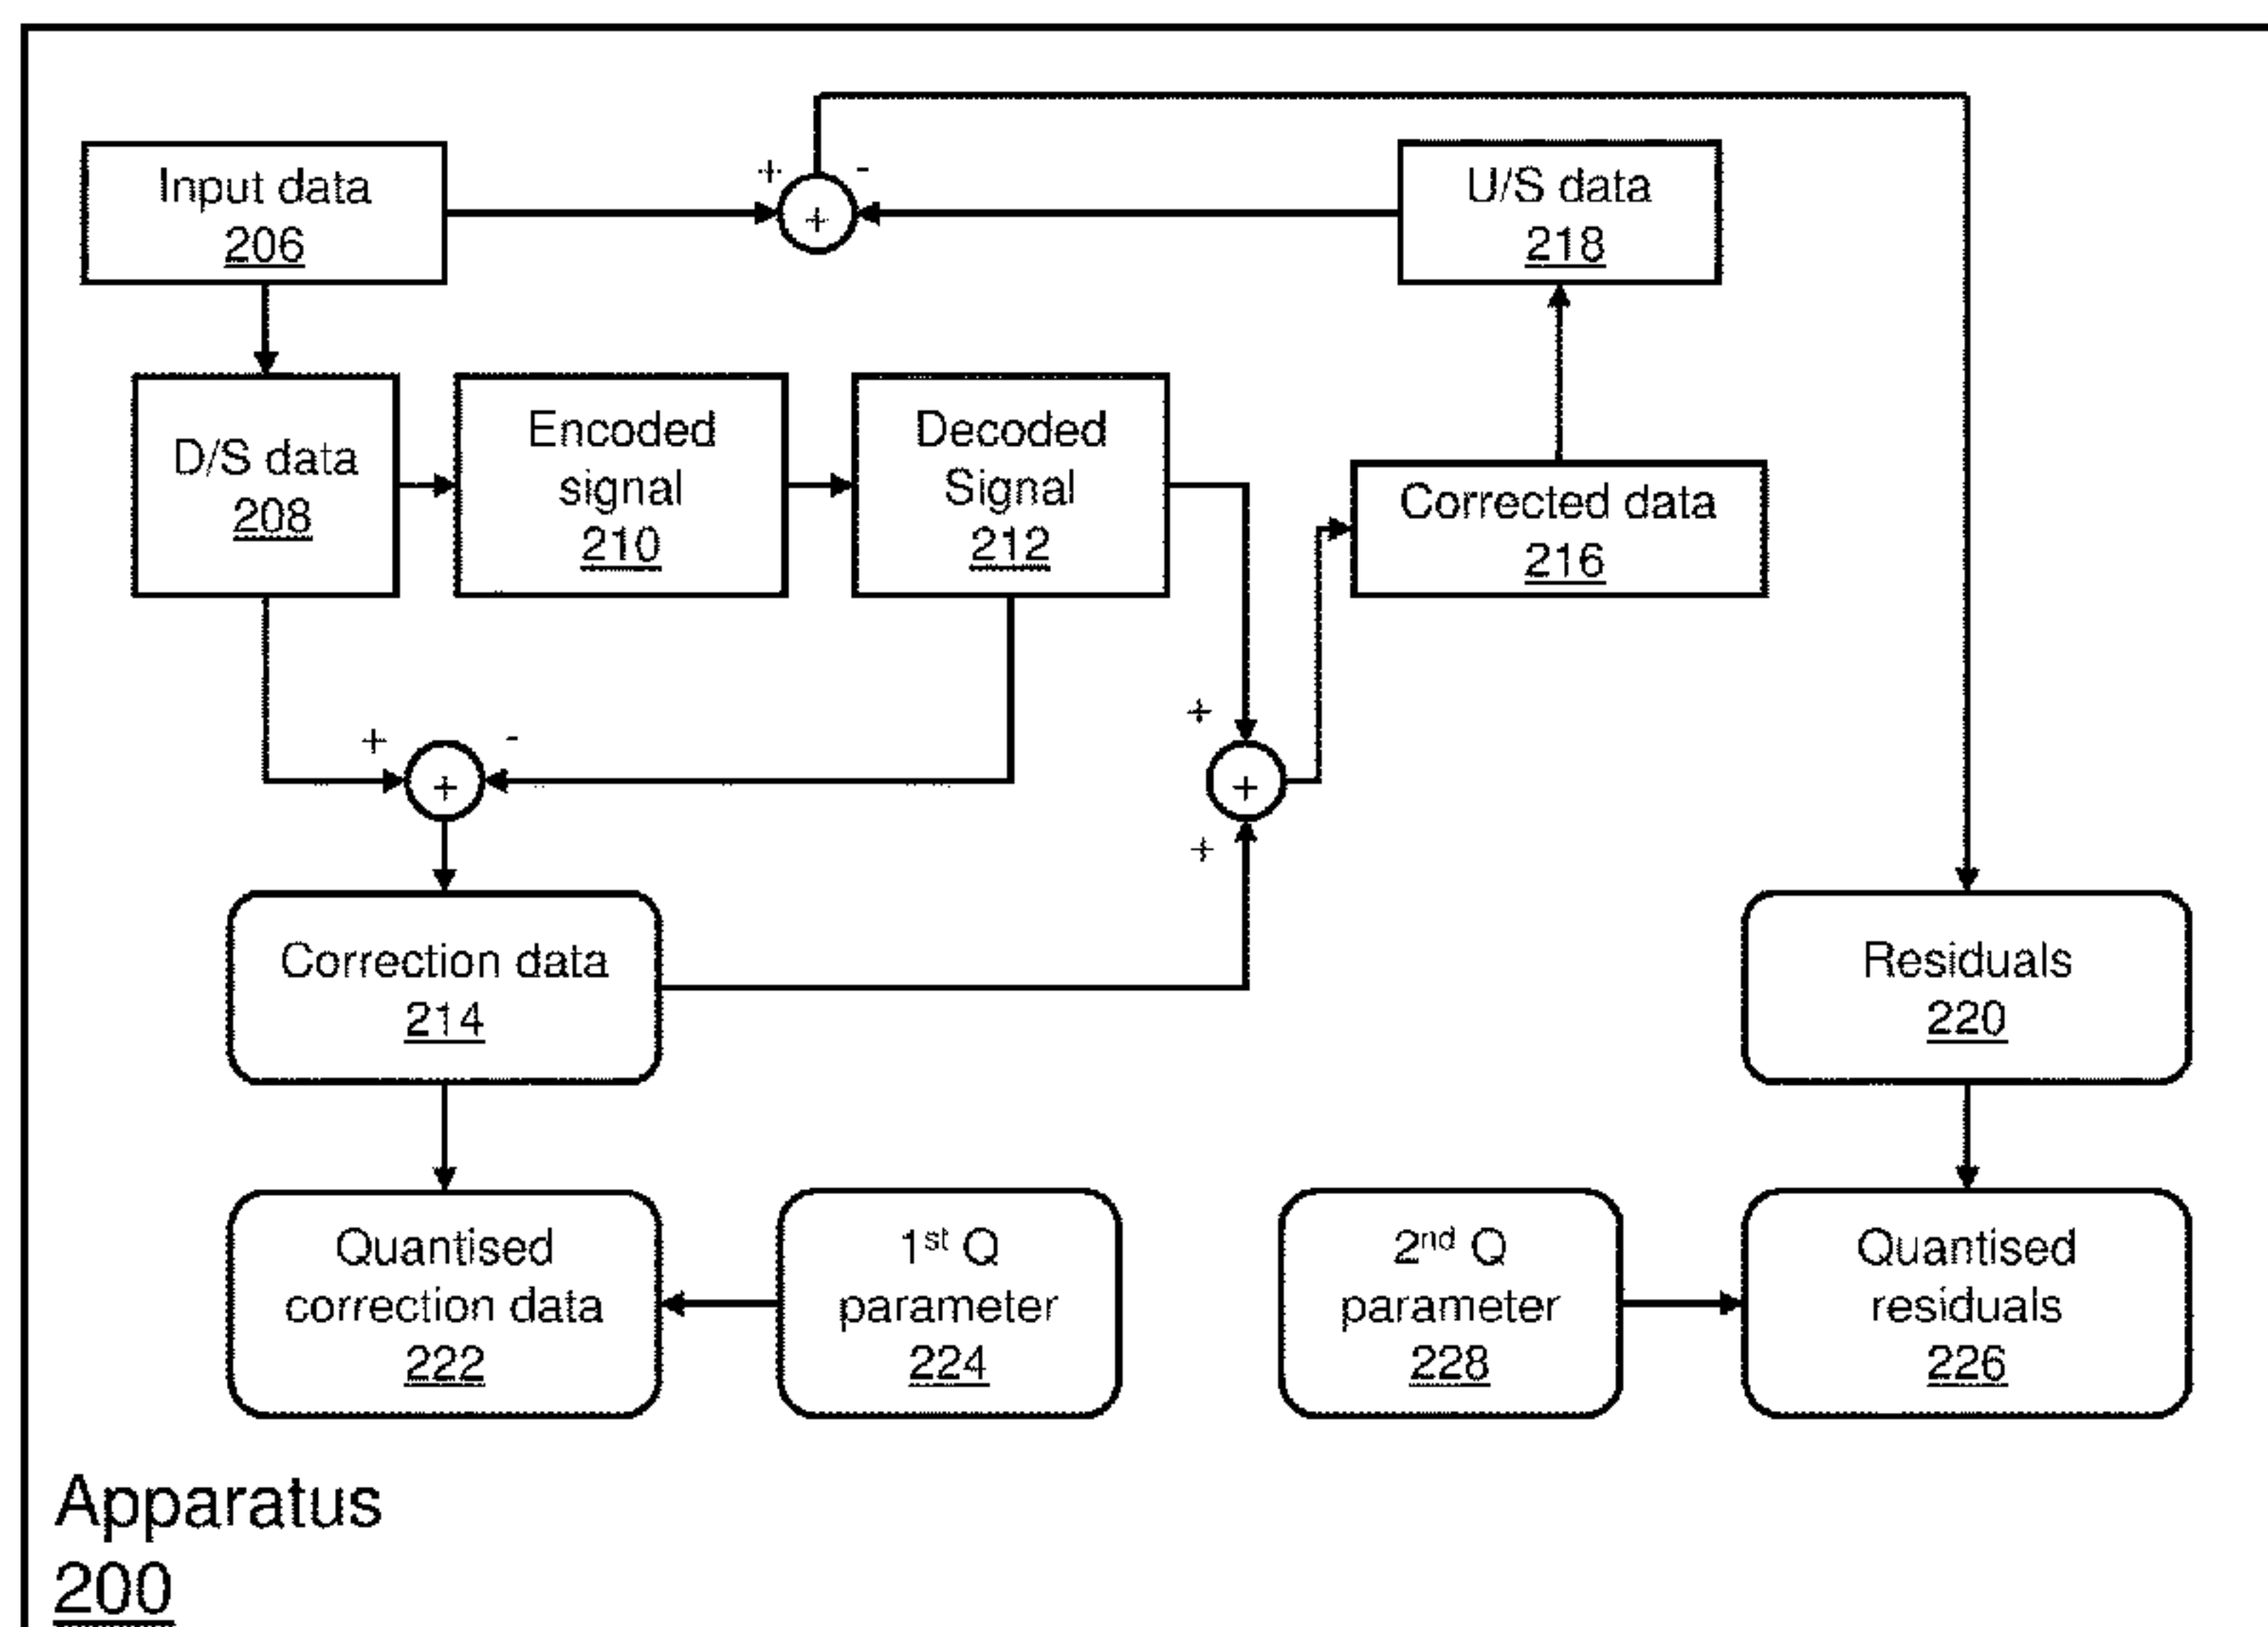 Input data
206
+
-
+
U/S data
218
D/S data
208
Encoded
signal
210
Decoded
Signal
212
Corrected data
216
+
-
+
+
+
+
Correction data
214
Residuals
220
Quantised
correction data
222
1st Q
parameter
224
2nd Q
parameter
228
Quantised
residuals
226
Apparatus
200